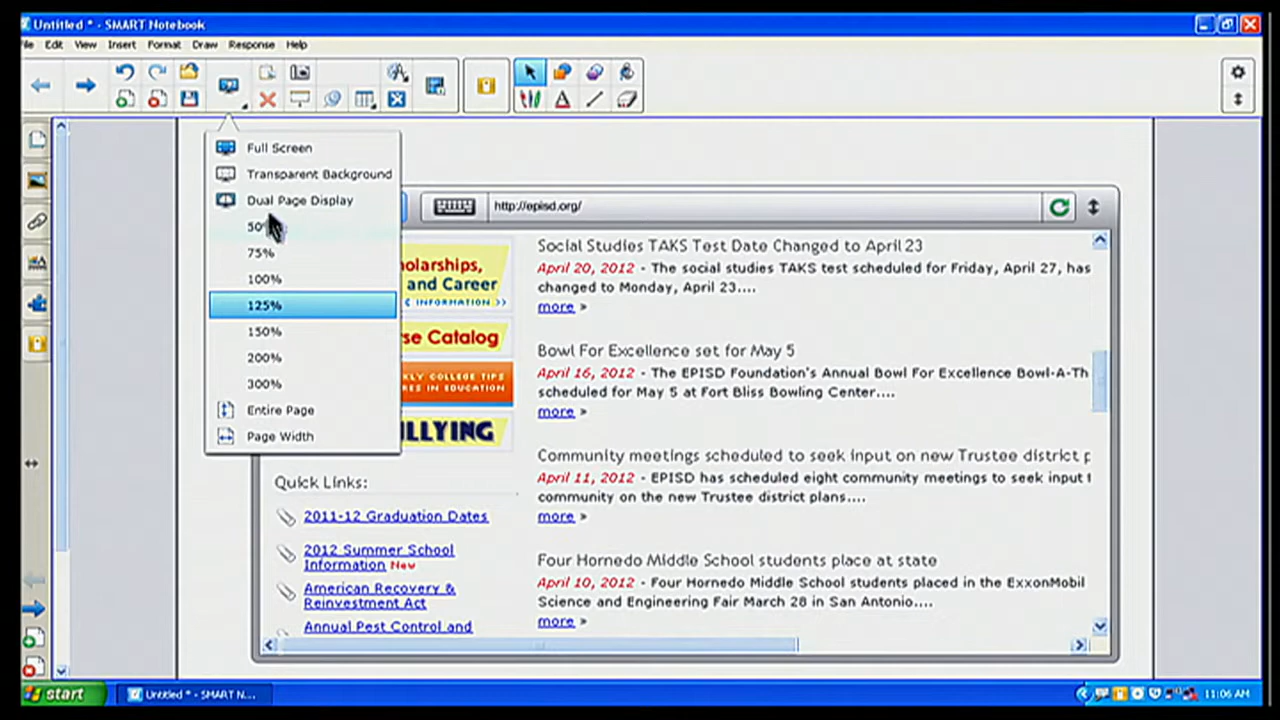 Untitled * - SMART Notebook
Edit View Insert Format Draw Response Help
Full Screen
Transparent Background
Dual Page Display
75%
100%
125%
150%
200%
300%
Entire Page
Page Width
http://episd.org/
and Career
INFORMATION >>
Catalog
COLLEGE TIPS
IN EDUCATION
Quick Links:
2011-12 Graduation Dates
2012 Summer School
Information New
American Recovery &
Reinvestment Act
Annual Pest Control and
Social Studies TAKS Test Date Changed to April 23
April 20, 2012 - The social studies TAKS test scheduled for Friday, April 27, has
changed to Monday, April 23....
more »
Bowl For Excellence set for May 5
April 16, 2012 - The EPISD Foundation's Annual Bowl For Excellence Bowl-A-Th
scheduled for May 5 at Fort Bliss Bowling Center....
more »
Community meetings scheduled to seek input on new Trustee district p
April 11, 2012 - EPISD has scheduled eight community meetings to seek input
community on the new Trustee district plans....
more »
Four Hornedo Middle School students place at state
April 10, 2012 - Four Hornedo Middle School students placed in the ExxonMobil
Science and Engineering Fair March 28 in San Antonio....
more »
start
Untitled * - SMART N...
11:06 AM